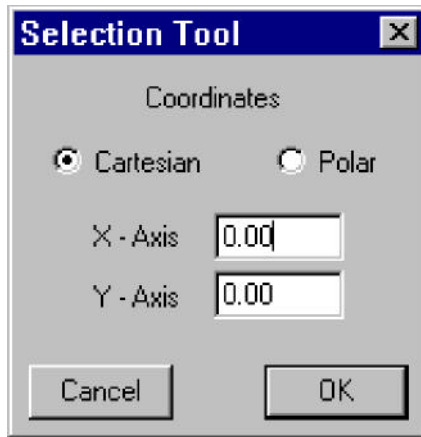 Selection Tool
Coordinates
Cartesian Polar
X - Axis 0.00
Y - Axis 0.00
Cancel OK